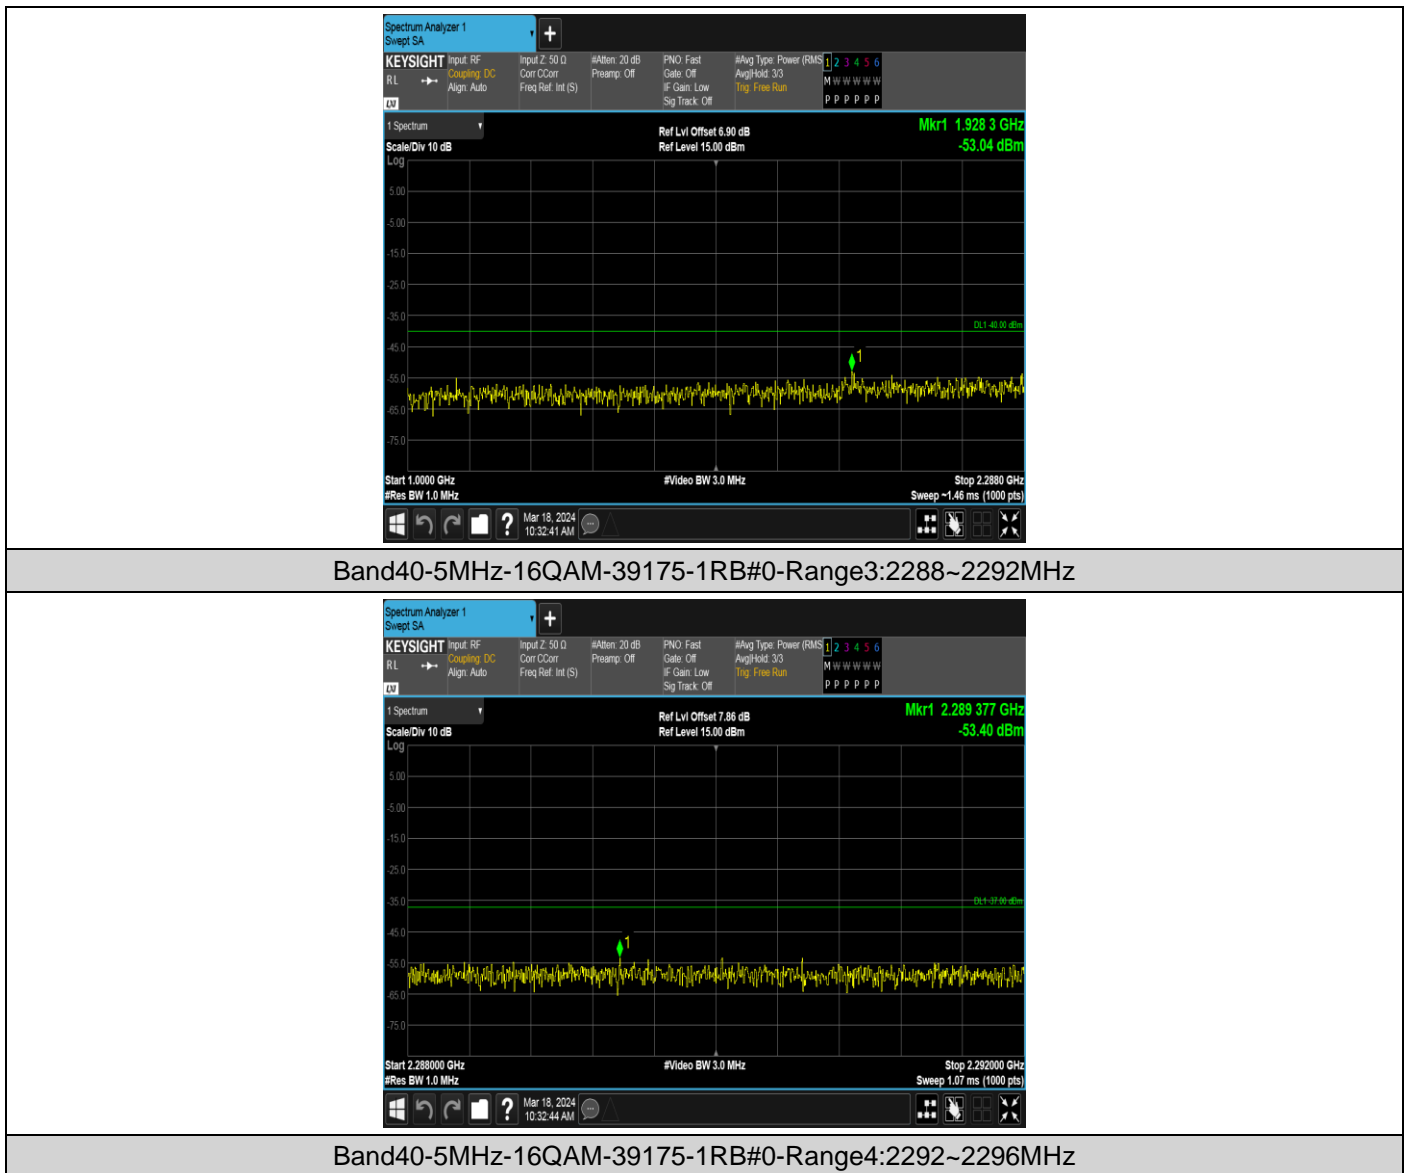 Spectrum Analyzer 1
Swept SA
+
KEYSIGHT
RL
LXI
Input: RF
Coupling: DC
Align: Auto
Input Z: 50 Ω
Corr CCorr
Freq Ref: Int (S)
#Atten: 20 dB
Preamp: Off
PNO: Fast
Gate: Off
IF Gain: Low
Sig Track: Off
#Avg Type: Power (RMS
Avg|Hold: 3/3
Trig: Free Run
1 2 3 4 5 6
M W W W W W
P P P P P P
1 Spectrum
Scale/Div 10 dB
Ref Lvl Offset 6.90 dB
Ref Level 15.00 dBm
Mkr1 1.928 3 GHz
-53.04 dBm
Log
5.00
-5.00
-15.0
-25.0
-35.0
DL1 -40.00 dBm
-45.0
1
-55.0
-65.0
-75.0
Start 1.0000 GHz
#Res BW 1.0 MHz
#Video BW 3.0 MHz
Stop 2.2880 GHz
Sweep ~1.46 ms (1000 pts)
?
Mar 18, 2024
10:32:41 AM
Band40-5MHz-16QAM-39175-1RB#0-Range3:2288~2292MHz
Spectrum Analyzer 1
Swept SA
+
KEYSIGHT
RL
LXI
Input: RF
Coupling: DC
Align: Auto
Input Z: 50 Ω
Corr CCorr
Freq Ref: Int (S)
#Atten: 20 dB
Preamp: Off
PNO: Fast
Gate: Off
IF Gain: Low
Sig Track: Off
#Avg Type: Power (RMS
Avg|Hold: 3/3
Trig: Free Run
1 2 3 4 5 6
M W W W W W
P P P P P P
1 Spectrum
Scale/Div 10 dB
Ref Lvl Offset 7.86 dB
Ref Level 15.00 dBm
Mkr1 2.289 377 GHz
-53.40 dBm
Log
5.00
-5.00
-15.0
-25.0
-35.0
DL1 -37.00 dBm
-45.0
1
-55.0
-65.0
-75.0
Start 2.288000 GHz
#Res BW 1.0 MHz
#Video BW 3.0 MHz
Stop 2.292000 GHz
Sweep 1.07 ms (1000 pts)
?
Mar 18, 2024
10:32:44 AM
Band40-5MHz-16QAM-39175-1RB#0-Range4:2292~2296MHz